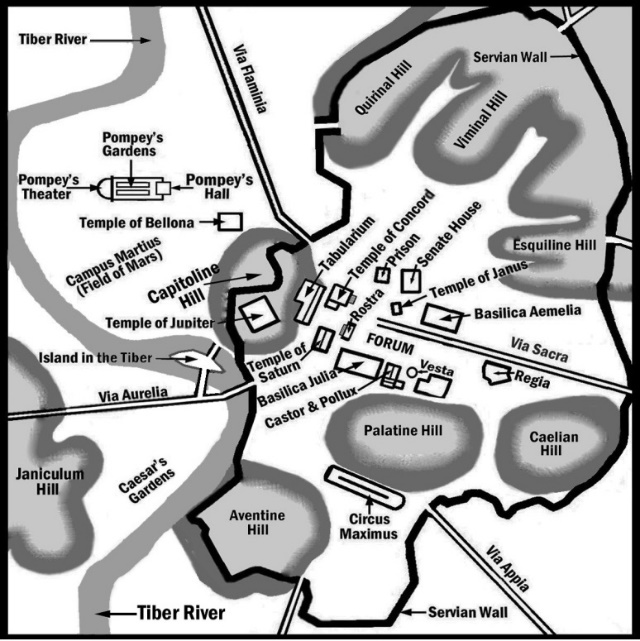 Tiber River
Via Flaminia
Servian Wall
Quirinal Hill
Viminal Hill
Pompey's
Gardens
Pompey's
Theater
Pompey's
Hall
Temple of Bellona
Campus Martius
(Field of Mars)
Capitoline
Hill
Tabularium
Temple of Concord
Prison
Senate House
Esquiline Hill
Temple of Janus
Rostra
Basilica Aemelia
Temple of Jupiter
FORUM
Via Sacra
Island in the Tiber
Temple of
Saturn
Basilica Julia
Castor & Pollux
Vesta
Regia
Via Aurelia
Palatine Hill
Caelian
Hill
Janiculum
Hill
Caesar's
Gardens
Aventine
Hill
Circus
Maximus
Via Appia
Tiber River
Servian Wall